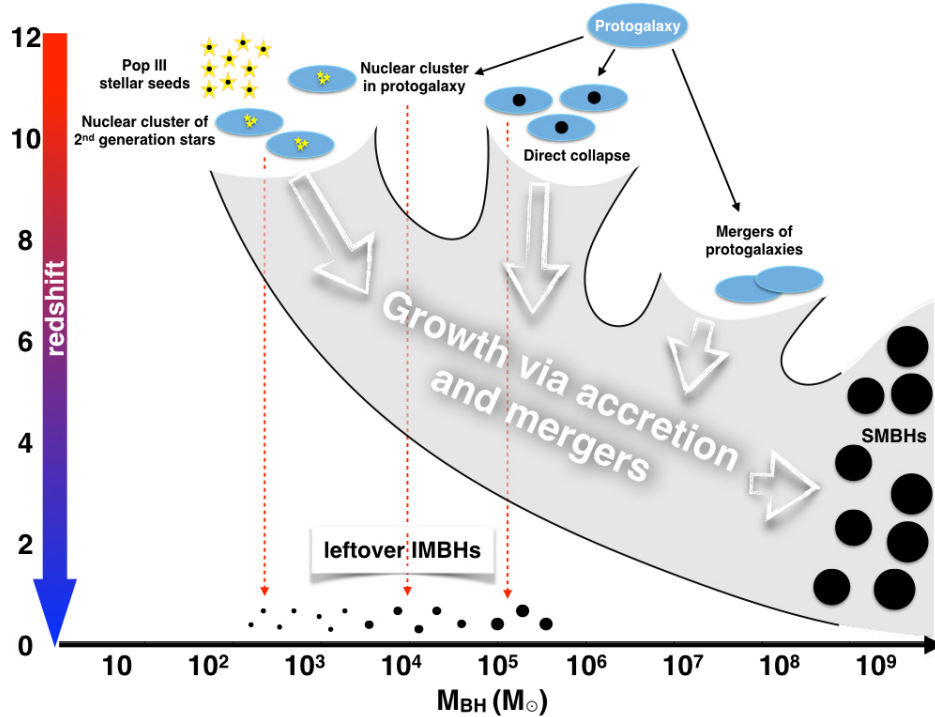 12
10
8
6
4
2
0
redshift
Pop III
stellar seeds
Nuclear cluster of
2nd generation stars
Nuclear cluster
in protogalaxy
Protogalaxy
Direct collapse
Mergers of
protogalaxies
Growth via accretion
and mergers
SMBHs
leftover IMBHs
10 10² 10³ 10⁴ 10⁵ 10⁶ 10⁷ 10⁸ 10⁹
M_BH (M_☉)